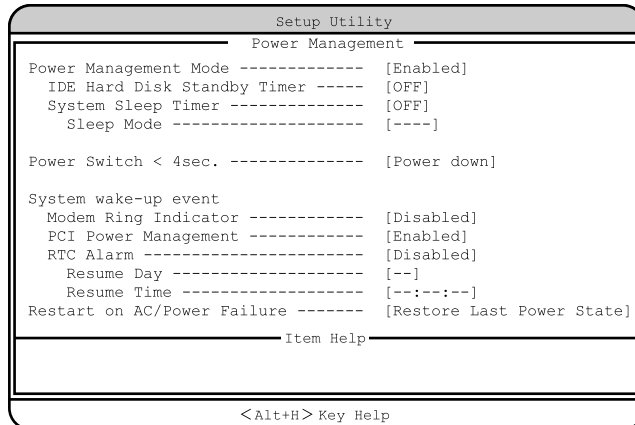 Setup Utility
Power Management
Power Management Mode ------------- [Enabled]
IDE Hard Disk Standby Timer ----- [OFF]
System Sleep Timer -------------- [OFF]
Sleep Mode -------------------- [----]
Power Switch < 4sec. -------------- [Power down]
System wake-up event
Modem Ring Indicator ------------ [Disabled]
PCI Power Management ------------ [Enabled]
RTC Alarm ----------------------- [Disabled]
Resume Day -------------------- [--]
Resume Time ------------------- [--:--:--]
Restart on AC/Power Failure ------- [Restore Last Power State]
Item Help
<Alt+H> Key Help